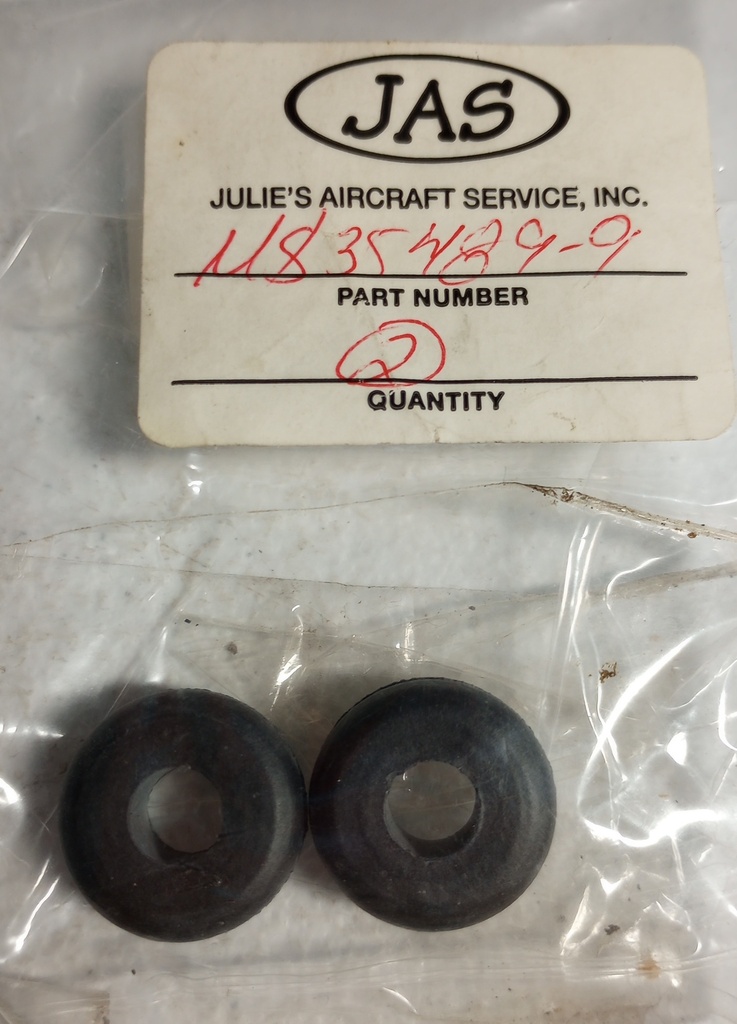 JAS
JULIE'S AIRCRAFT SERVICE, INC.
MS35489-9
PART NUMBER
2
QUANTITY